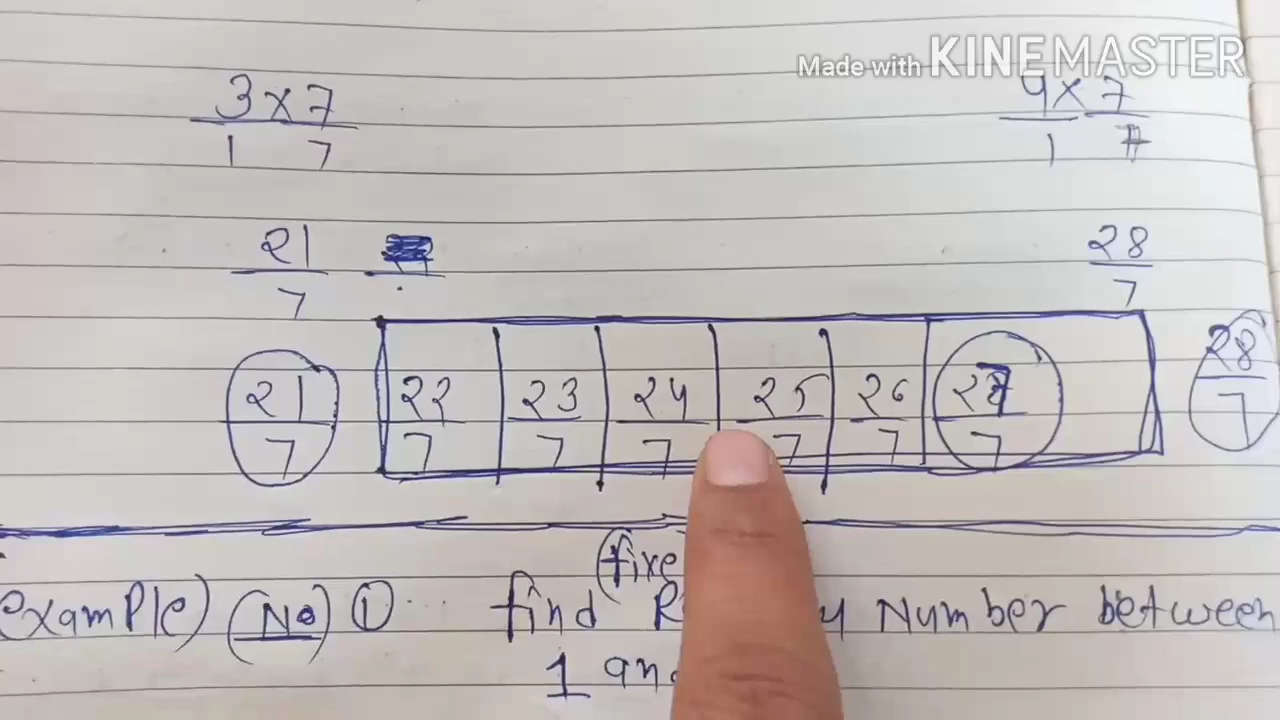 Made with KINEMASTER
3 x 7 4 x 7
1 7 1 7
21 28
7 7
21 22 23 24 25 26 27 28
7 7 7 7 7 7 7 7
(fixe
example) (No) ① find Number between
1 an